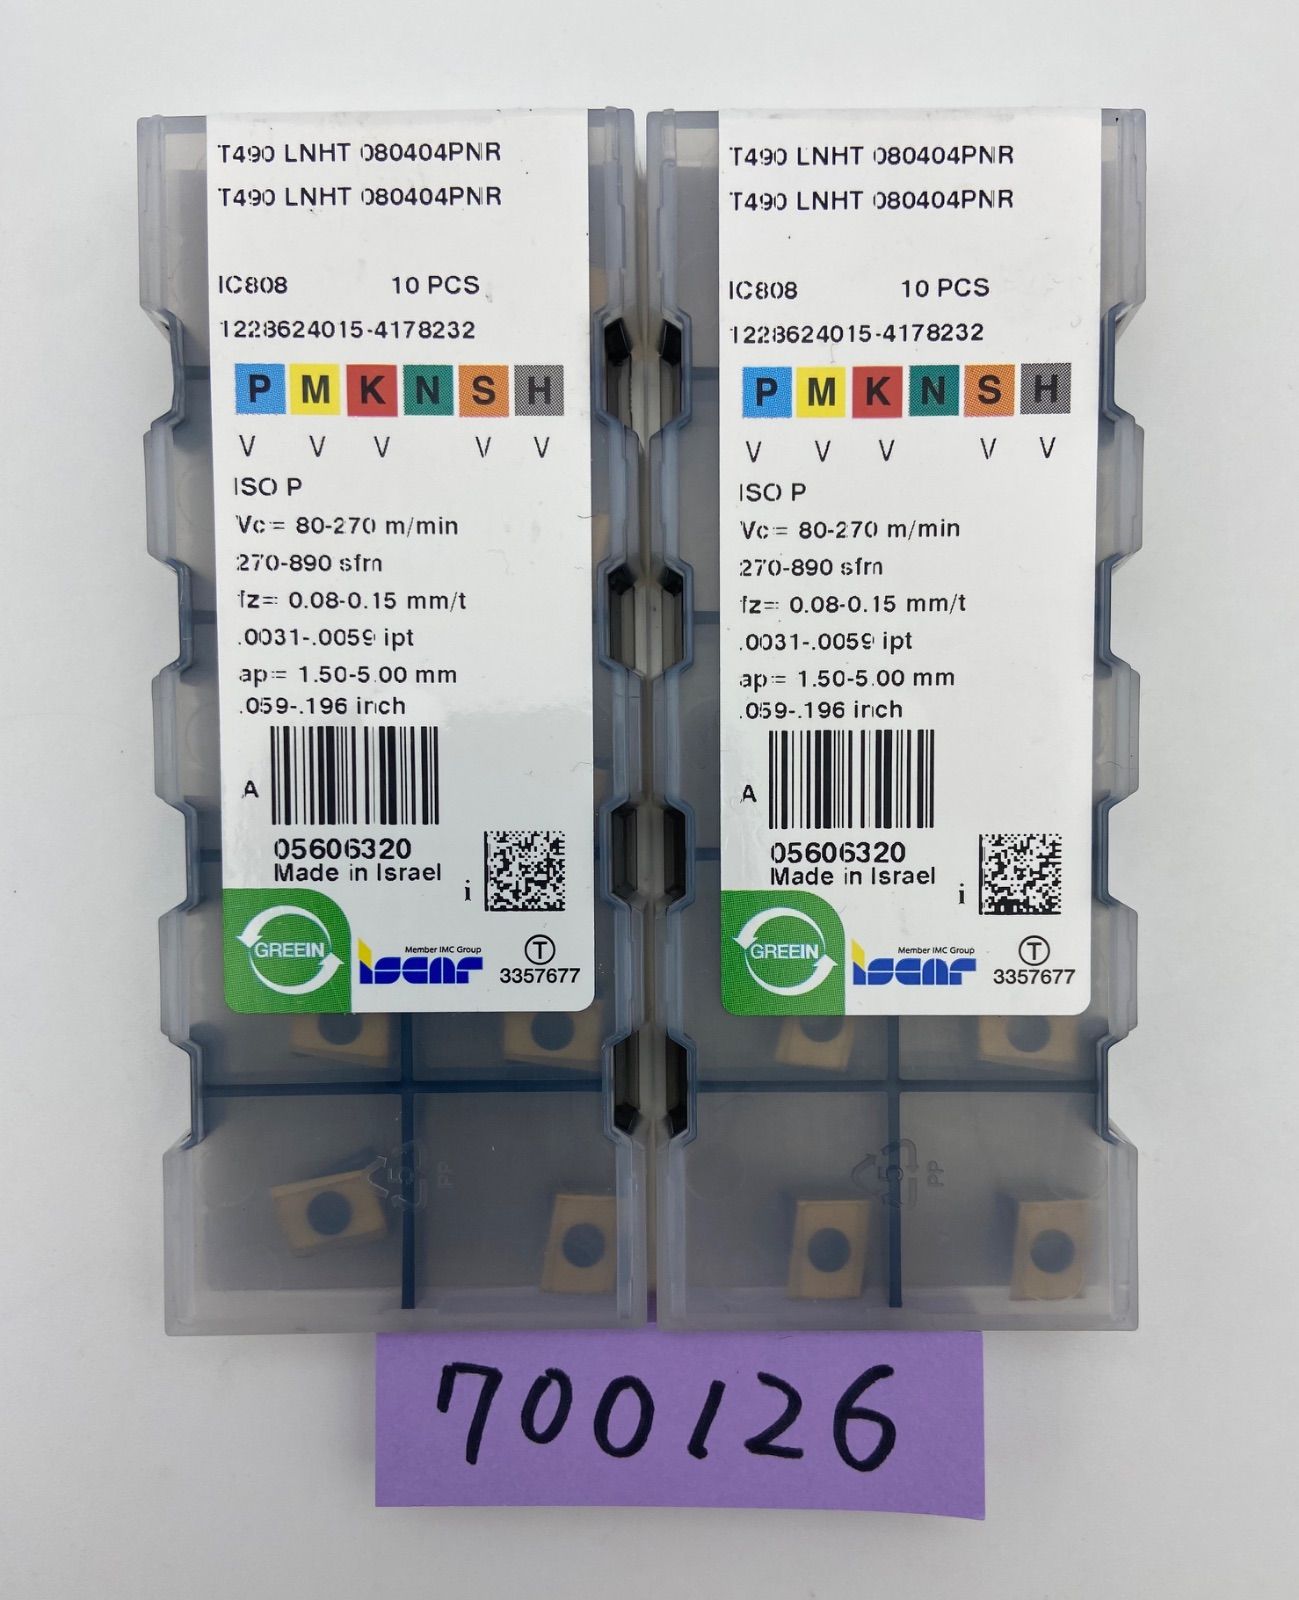 T490 LNHT 080404PNR
T490 LNHT 080404PNR
IC808 10 PCS
1228624015-4178232
P M K N S H
V V V V V
ISO P
Vc= 80-270 m/min
270-890 sfm
fz= 0.08-0.15 mm/t
.0031-.0059 ipt
ap= 1.50-5.00 mm
.059-.196 inch
A
05606320
Made in Israel
i
GREEIN
Member IMC Group
iscar
T
3357677
5
PP
T490 LNHT 080404PNR
T490 LNHT 080404PNR
IC808 10 PCS
1228624015-4178232
P M K N S H
V V V V V
ISO P
Vc= 80-270 m/min
270-890 sfm
fz= 0.08-0.15 mm/t
.0031-.0059 ipt
ap= 1.50-5.00 mm
.059-.196 inch
A
05606320
Made in Israel
i
GREEIN
Member IMC Group
iscar
T
3357677
5
PP
700126